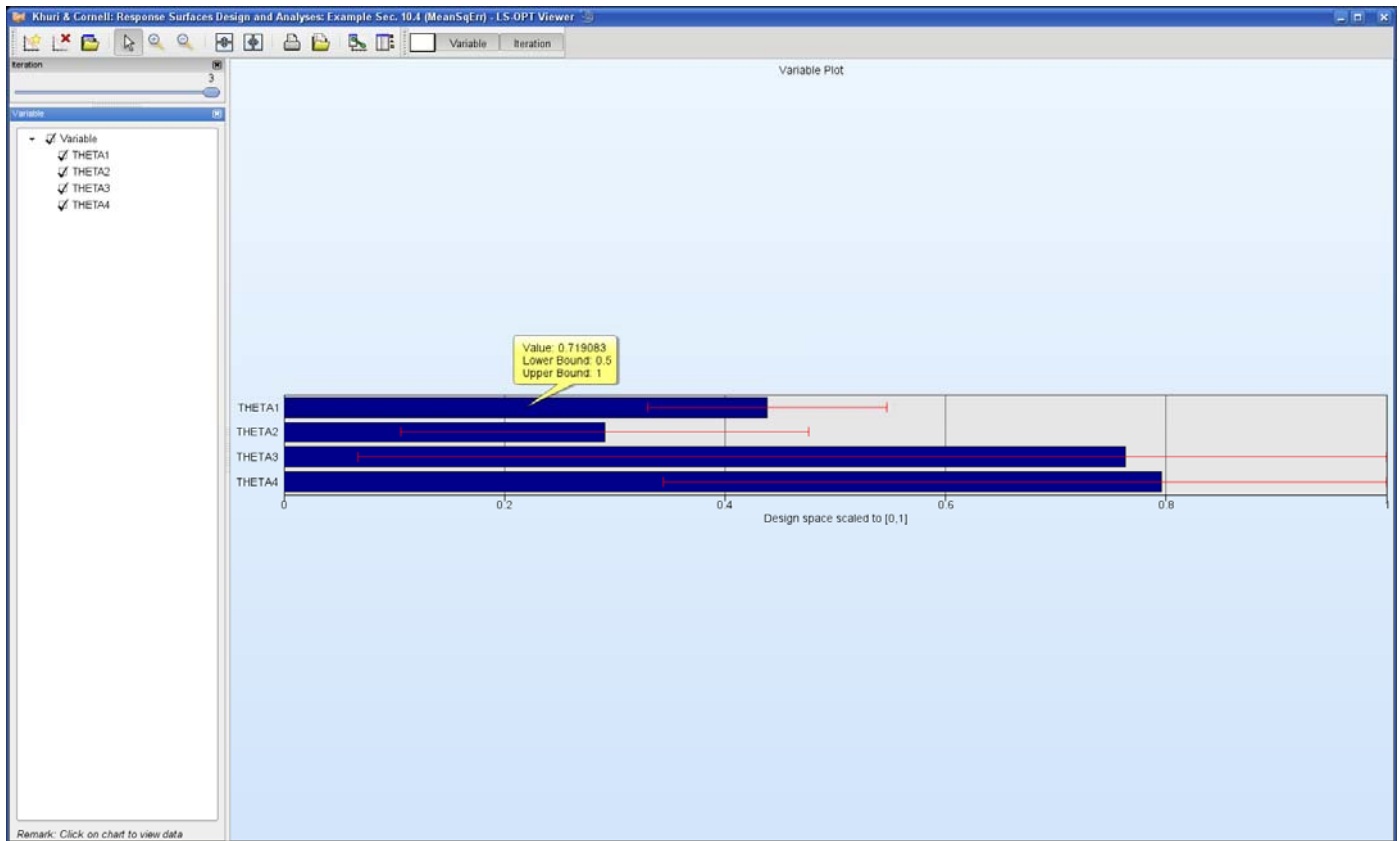 Khuri & Cornell: Response Surfaces Design and Analyses: Example Sec. 10.4 (MeanSqErr) - LS-OPT Viewer
Variable Iteration
Iteration
3
Variable
Variable
THETA1
THETA2
THETA3
THETA4
Remark: Click on chart to view data
Variable Plot
Value: 0.719083
Lower Bound: 0.5
Upper Bound: 1
THETA1
THETA2
THETA3
THETA4
0 0.2 0.4 0.6 0.8 1
Design space scaled to [0,1]